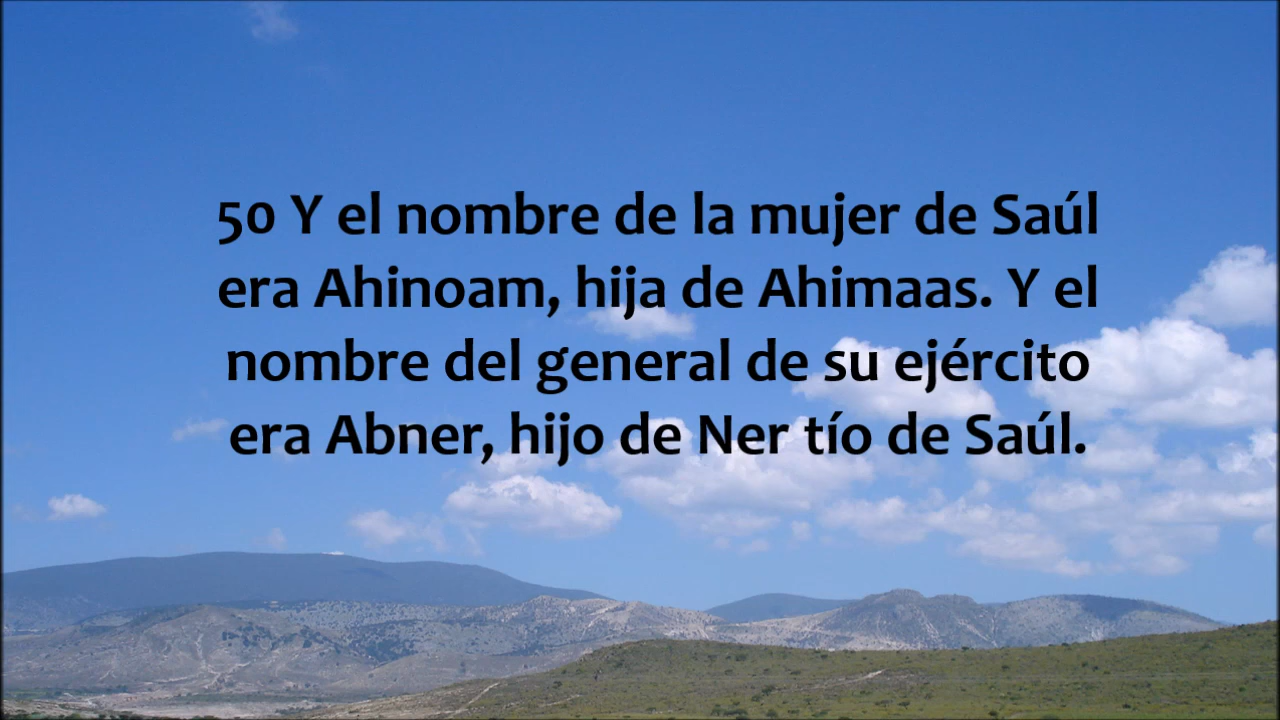 50 Y el nombre de la mujer de Saúl
era Ahinoam, hija de Ahimaas. Y el
nombre del general de su ejército
era Abner, hijo de Ner tío de Saúl.